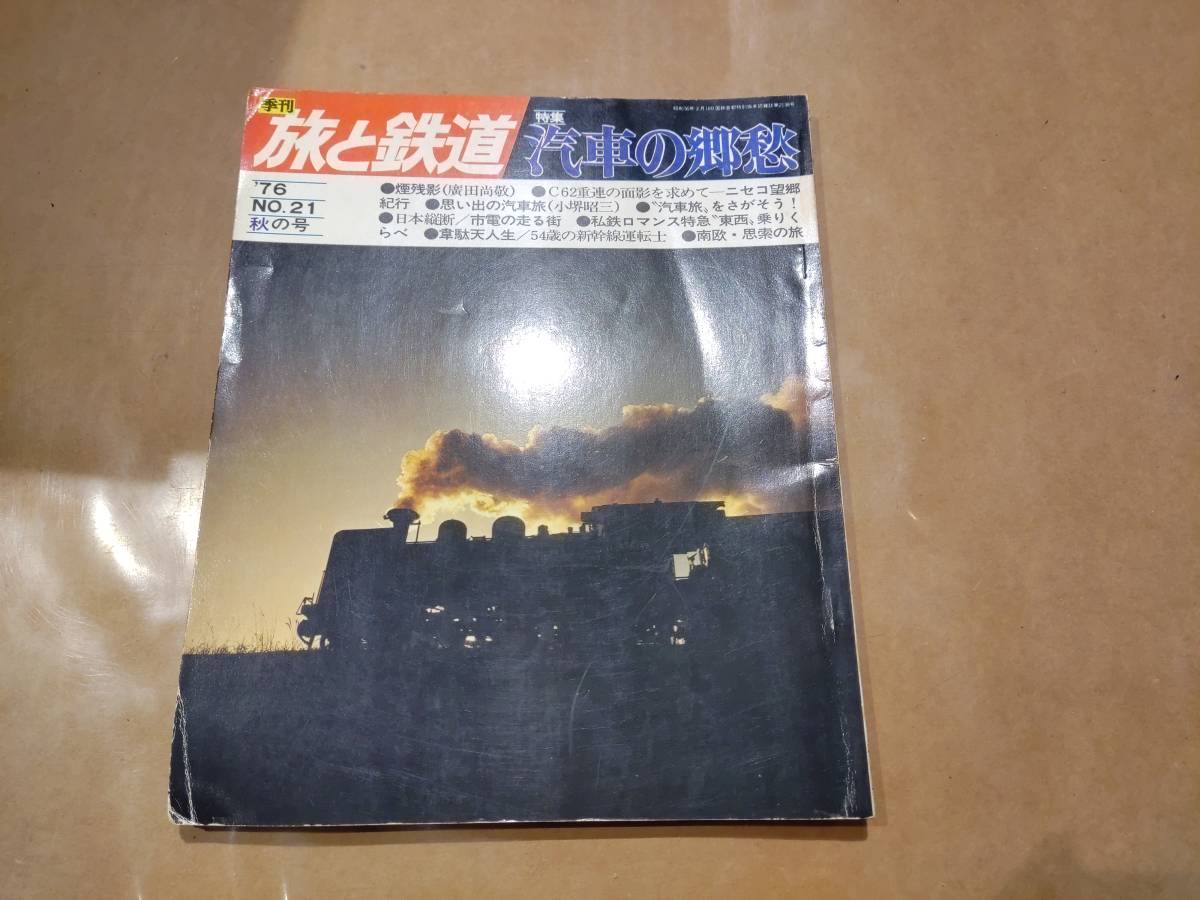 季刊
旅と鉄道
特集
汽車の郷愁
'76
NO.21
秋の号
●煙残影(廣田尚敬) ●C62重連の面影を求めて—ニセコ望郷
紀行 ●思い出の汽車旅(小堺昭三) ●〝汽車旅〟をさがそう!
●日本縦断/市電の走る街 ●私鉄ロマンス特急〝東西〟乗りく
らべ ●韋駄天人生/54歳の新幹線運転士 ●南欧・思索の旅